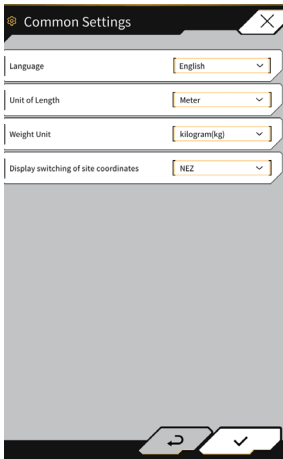 Common Settings
Language English
Unit of Length Meter
Weight Unit kilogram(kg)
Display switching of site coordinates NEZ